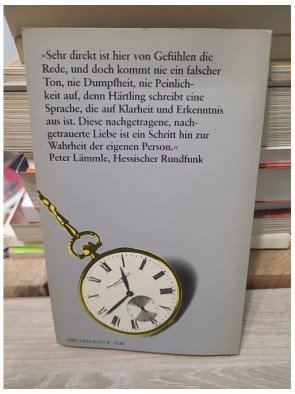 »Sehr direkt ist hier von Gefühlen die
Rede, und doch kommt nie ein falscher
Ton, nie Dumpfheit, nie Peinlich-
keit auf, denn Härtling schreibt eine
Sprache, die auf Klarheit und Erkenntnis
aus ist. Diese nachgetragene, nach-
getrauerte Liebe ist ein Schritt hin zur
Wahrheit der eigenen Person.«
Peter Lämmle, Hessischer Rundfunk